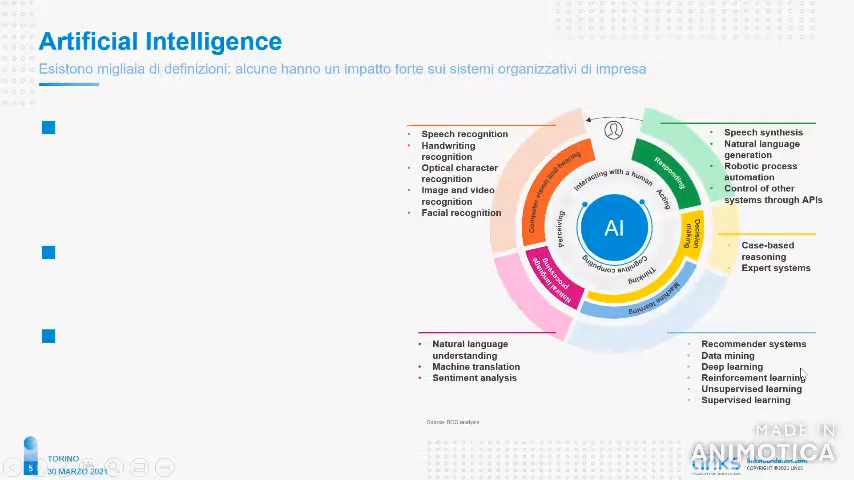 Artificial Intelligence
Esistono migliaia di definizioni: alcune hanno un impatto forte sui sistemi organizzativi di impresa
Speech recognition
Handwriting
recognition
Optical character
recognition
Image and video
recognition
Facial recognition
Speech synthesis
Natural language
generation
Robotic process
automation
Control of other
systems through APIs
Computer vision and hearing
Interacting with a human
Responding
Acting
Perceiving
AI
Decision
making
Cognitive computing
Thinking
Natural language
processing
Machine learning
Case-based
reasoning
Expert systems
Natural language
understanding
Machine translation
Sentiment analysis
Recommender systems
Data mining
Deep learning
Reinforcement learning
Unsupervised learning
Supervised learning
Source: BCG analysis
MADE IN
ANIMOTICA
5
TORINO
30 MARZO 2021
LINKS
linksfoundation.com
COPYRIGHT ©2021 LINKS